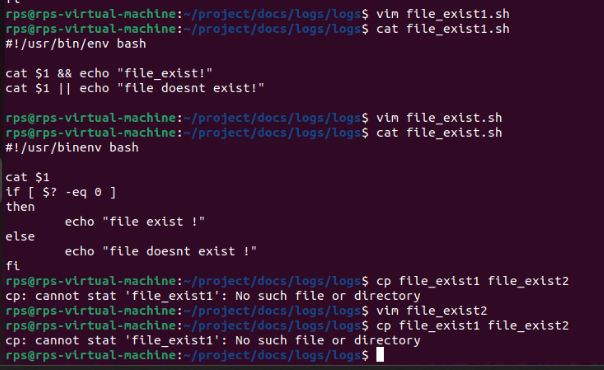 fi
rps@rps-virtual-machine:~/project/docs/logs/logs$ vim file_exist1.sh
rps@rps-virtual-machine:~/project/docs/logs/logs$ cat file_exist1.sh
#!/usr/bin/env bash

cat $1 && echo "file_exist!"
cat $1 || echo "file doesnt exist!"

rps@rps-virtual-machine:~/project/docs/logs/logs$ vim file_exist.sh
rps@rps-virtual-machine:~/project/docs/logs/logs$ cat file_exist.sh
#!/usr/binenv bash

cat $1
if [ $? -eq 0 ]
then
        echo "file exist !"
else
        echo "file doesnt exist !"
fi
rps@rps-virtual-machine:~/project/docs/logs/logs$ cp file_exist1 file_exist2
cp: cannot stat 'file_exist1': No such file or directory
rps@rps-virtual-machine:~/project/docs/logs/logs$ vim file_exist2
rps@rps-virtual-machine:~/project/docs/logs/logs$ cp file_exist1 file_exist2
cp: cannot stat 'file_exist1': No such file or directory
rps@rps-virtual-machine:~/project/docs/logs/logs$